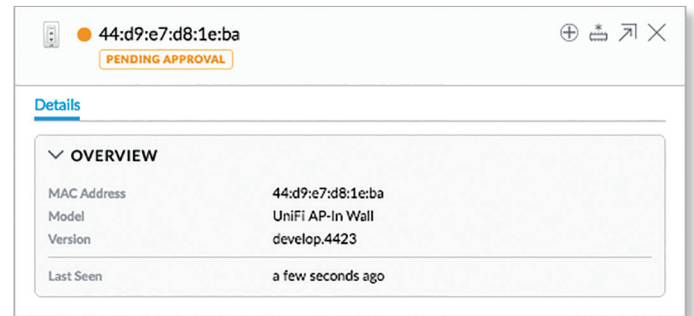 44:d9:e7:d8:1e:ba
PENDING APPROVAL
Details
OVERVIEW
MAC Address 44:d9:e7:d8:1e:ba
Model UniFi AP-In Wall
Version develop.4423
Last Seen a few seconds ago